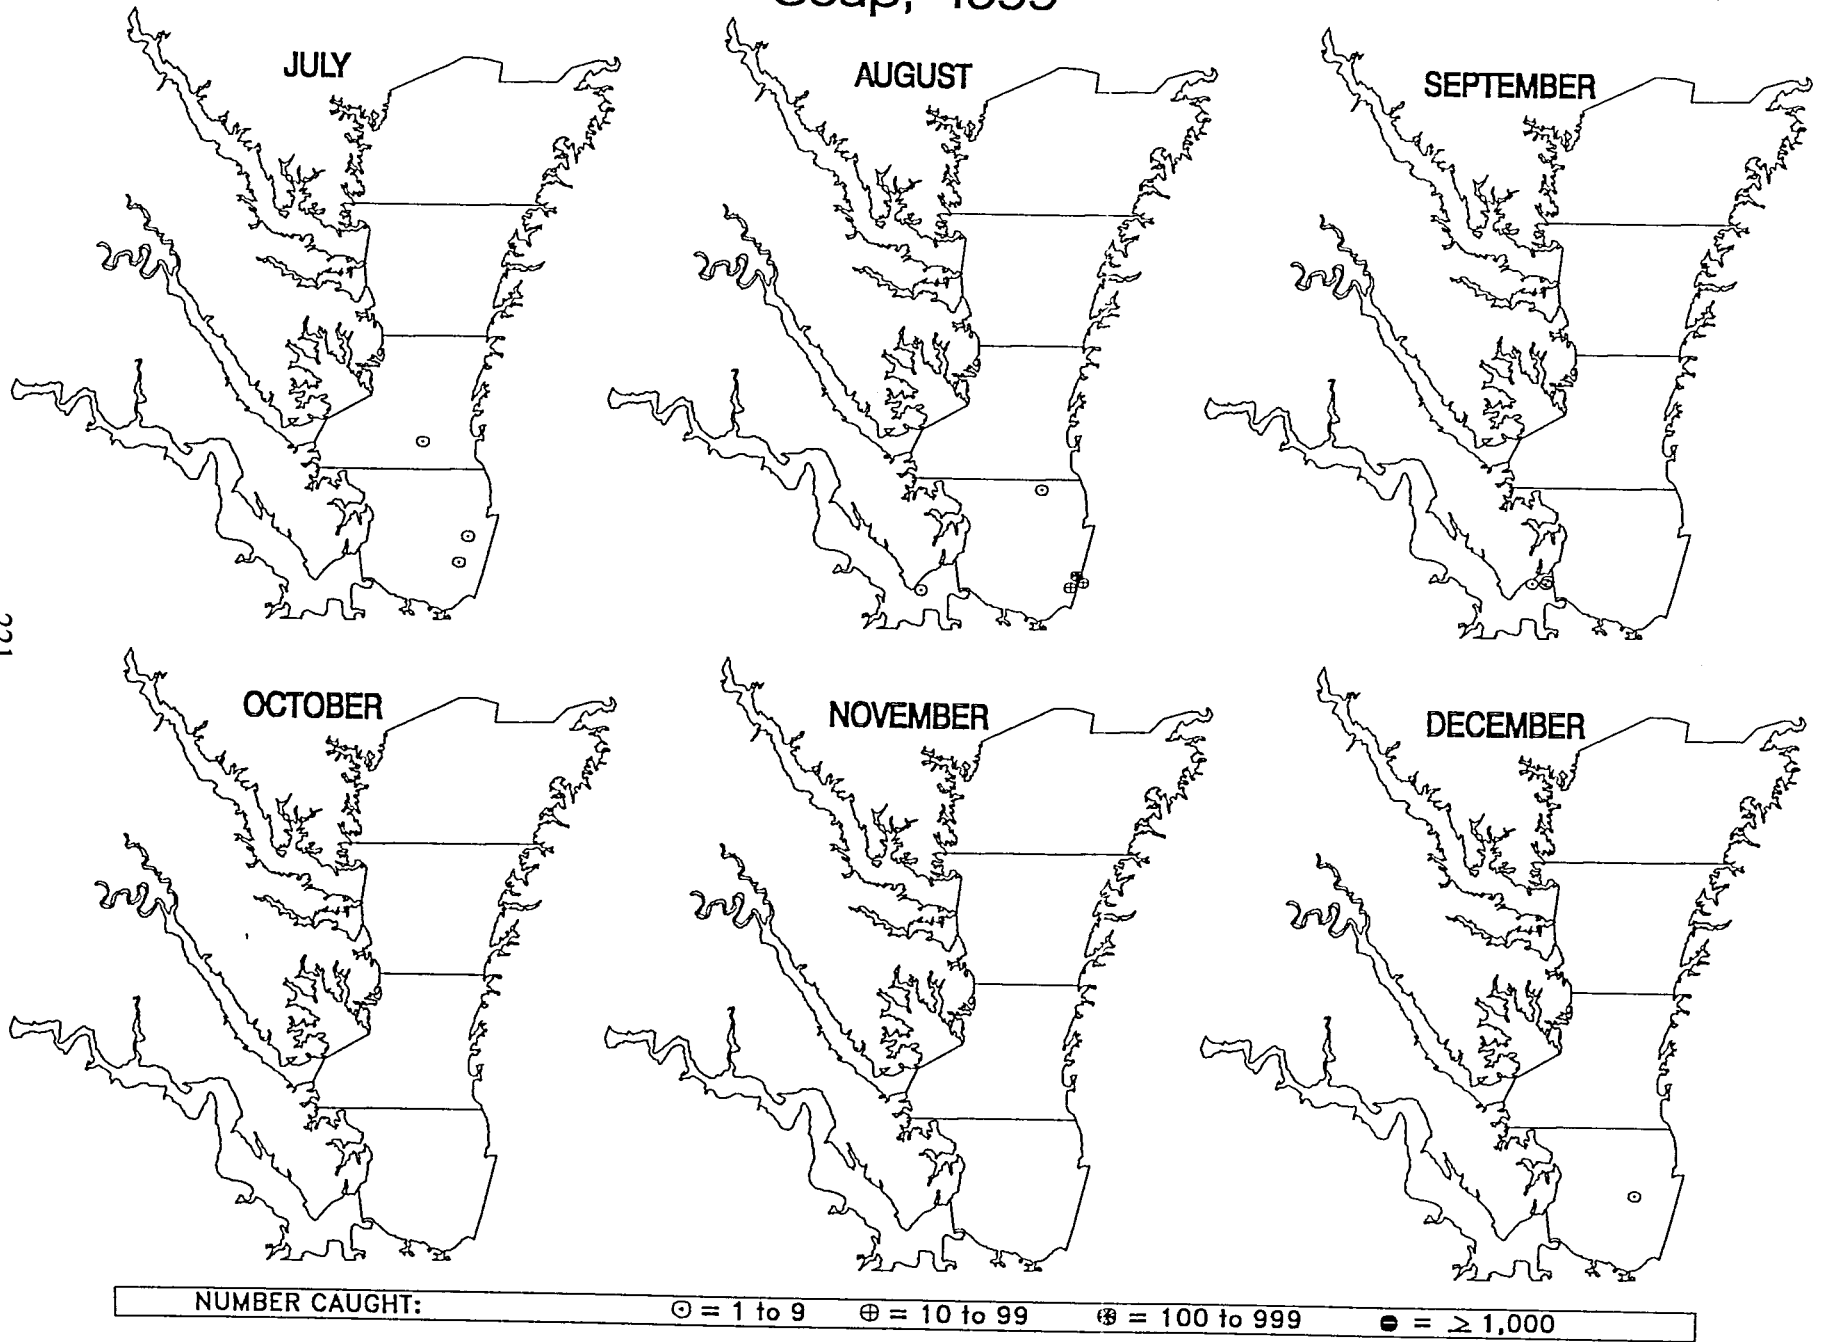 JULY
AUGUST
SEPTEMBER
OCTOBER
NOVEMBER
DECEMBER
NUMBER CAUGHT: ⊙ = 1 to 9 ⊕ = 10 to 99 = 100 to 999 ⊖ = ≥ 1,000